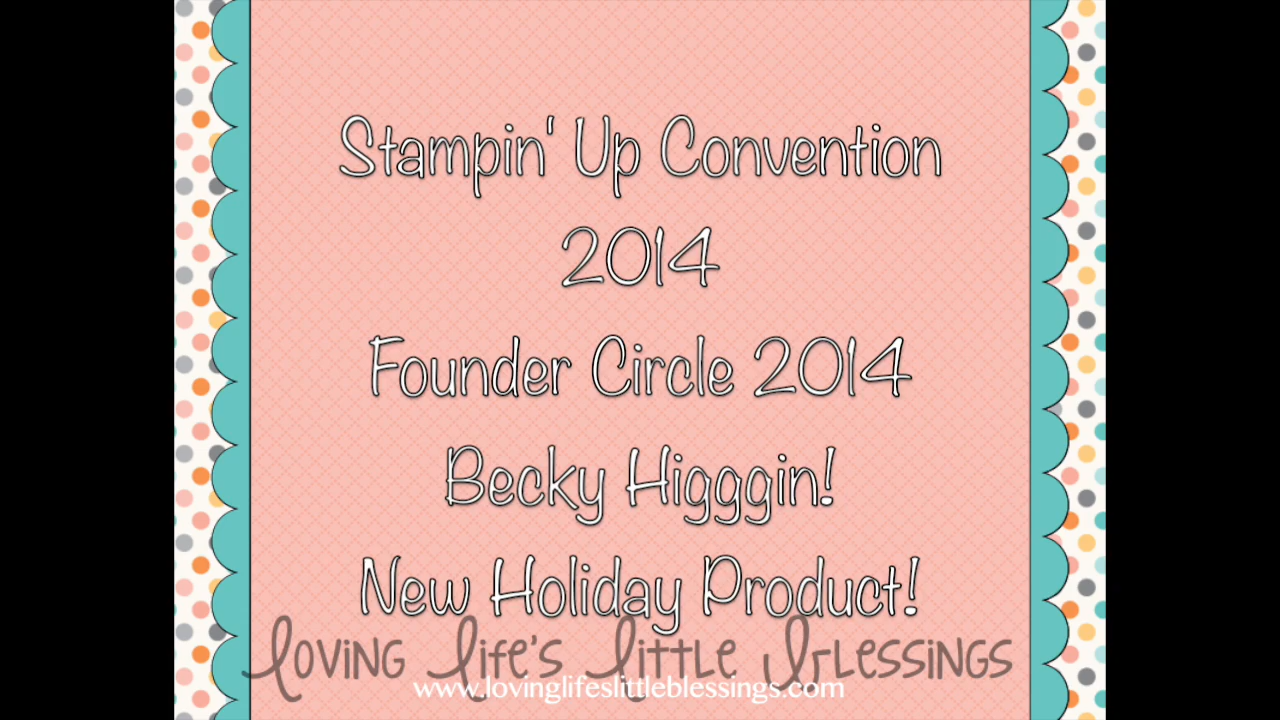 Stampin' Up Convention
2014
Founder Circle 2014
Becky Higggin!
New Holiday Product!
Loving Life's Little Blessings
www.lovinglifeslittleblessings.com